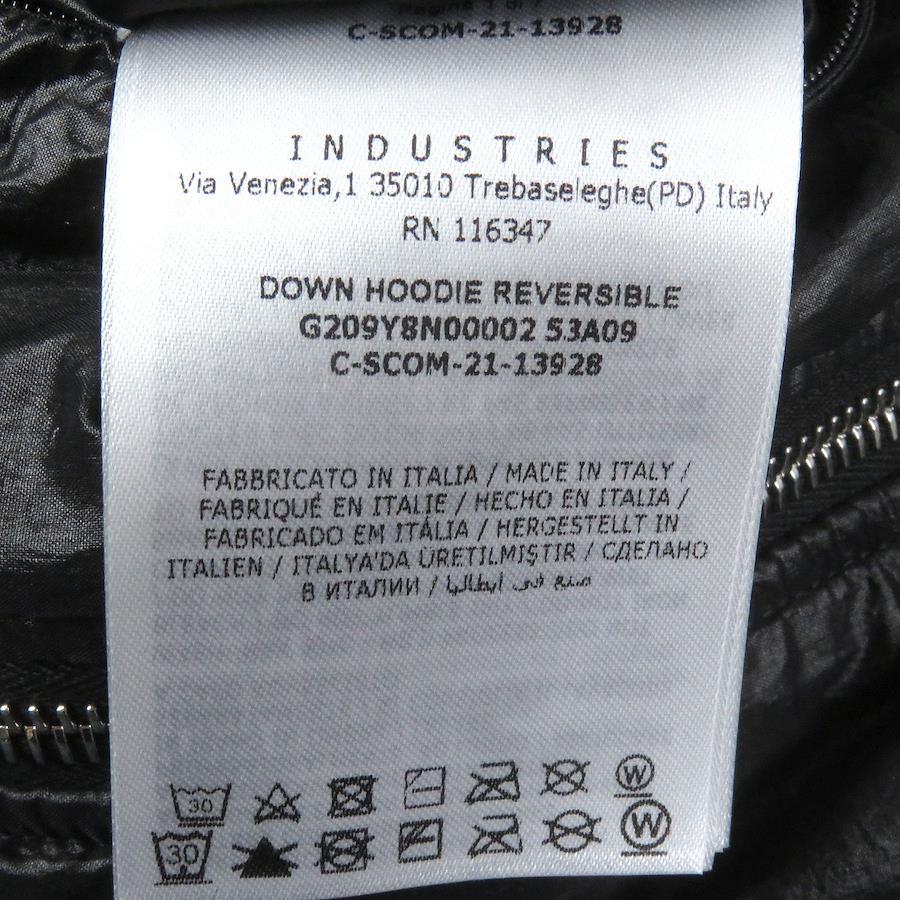 C-SCOM-21-13928
INDUSTRIES
Via Venezia,1 35010 Trebaseleghe(PD) Italy
RN 116347
DOWN HOODIE REVERSIBLE
G209Y8N00002 53A09
C-SCOM-21-13928
FABBRICATO IN ITALIA / MADE IN ITALY /
FABRIQUÉ EN ITALIE / HECHO EN ITALIA /
FABRICADO EM ITÁLIA / HERGESTELLT IN
ITALIEN / ITALYA'DA ÜRETILMIŞTIR / СДЕЛАНО
В ИТАЛИИ / صنع في ايطاليا
30 W
30 W